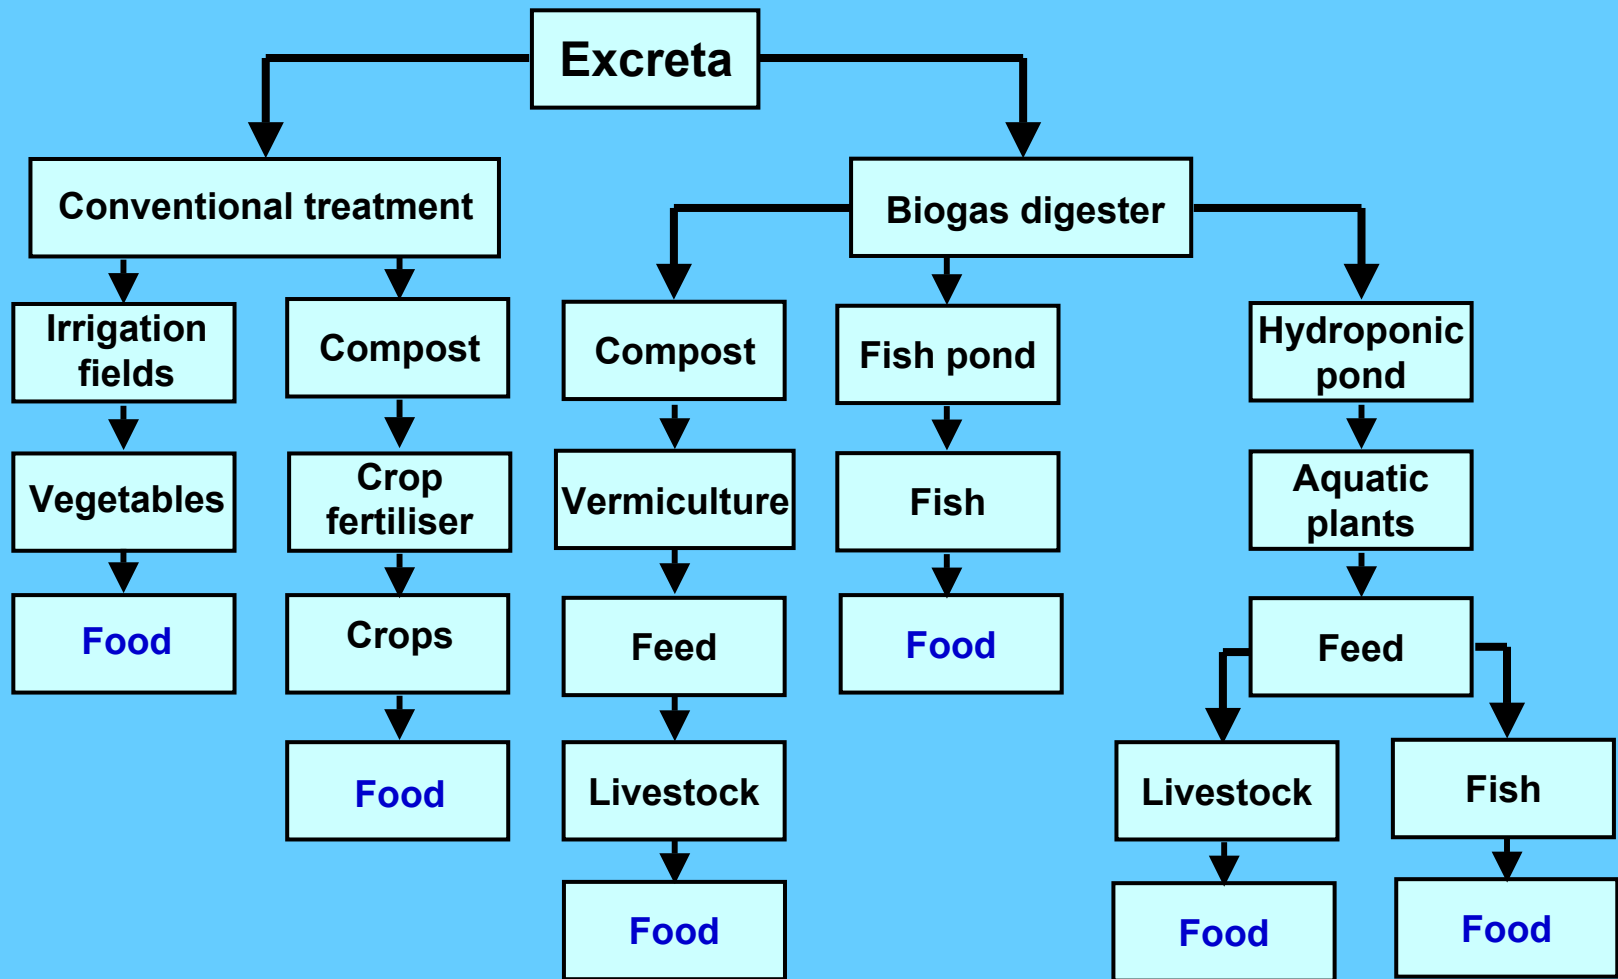 Excreta
Conventional treatment
Biogas digester
Irrigation
fields
Compost
Compost
Fish pond
Hydroponic
pond
Vegetables
Crop
fertiliser
Vermiculture
Fish
Aquatic
plants
Food
Crops
Feed
Food
Feed
Food
Livestock
Livestock
Fish
Food
Food
Food